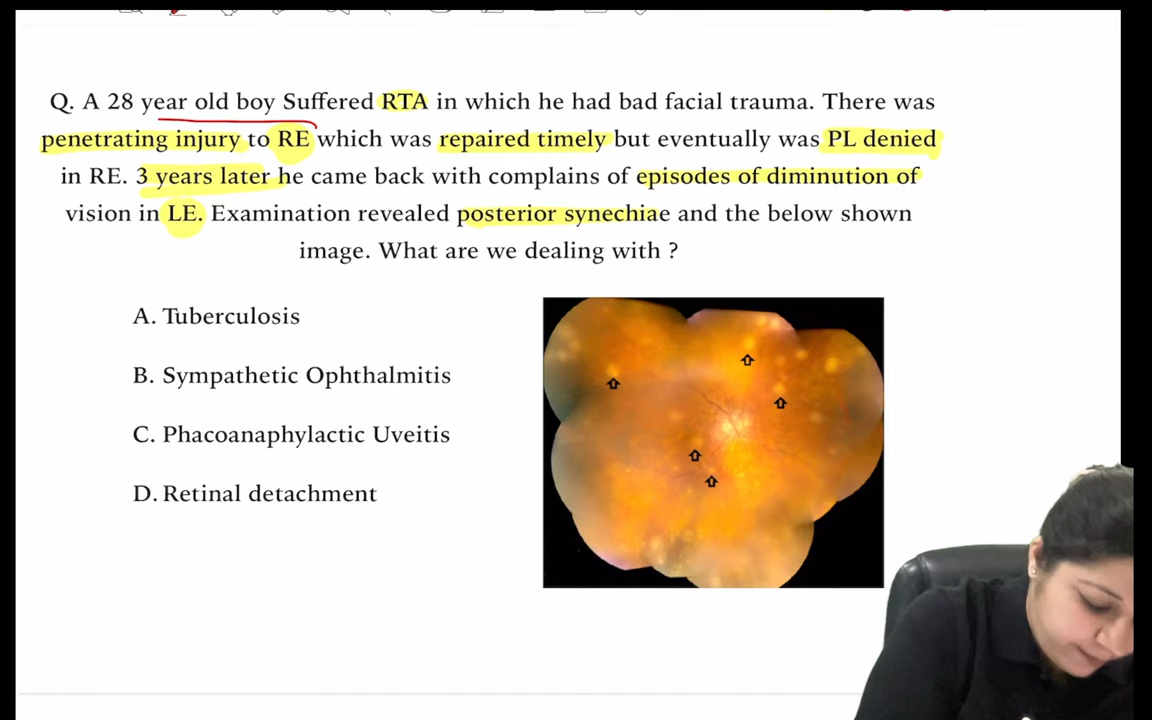 Q. A 28 year old boy Suffered RTA in which he had bad facial trauma. There was
penetrating injury to RE which was repaired timely but eventually was PL denied
in RE. 3 years later he came back with complains of episodes of diminution of
vision in LE. Examination revealed posterior synechiae and the below shown
image. What are we dealing with ?
A. Tuberculosis
B. Sympathetic Ophthalmitis
C. Phacoanaphylactic Uveitis
D. Retinal detachment